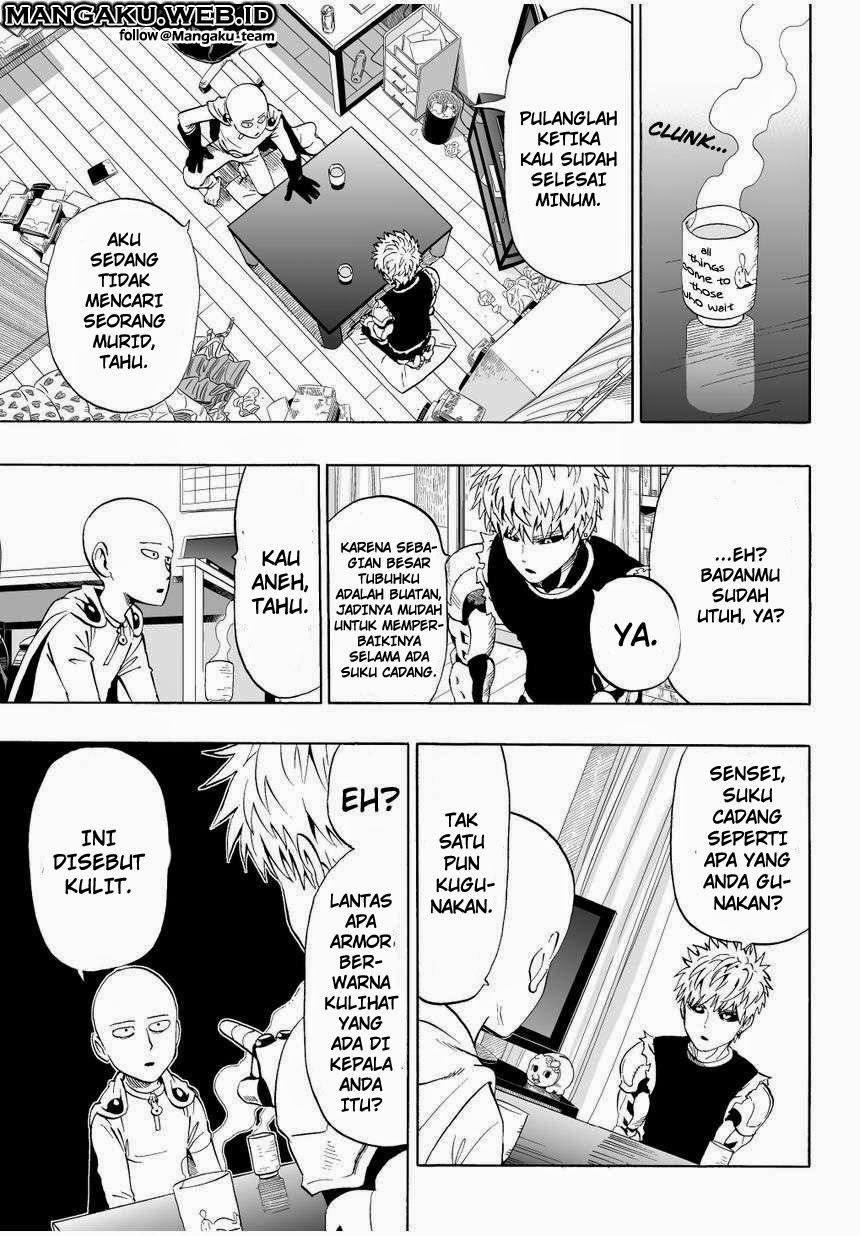 MANGAKU.WEB.ID
follow @Mangaku_team
CLUNK...
all
things
come to
those
who wait
PULANGLAH
KETIKA
KAU SUDAH
SELESAI
MINUM.
AKU
SEDANG
TIDAK
MENCARI
SEORANG
MURID,
TAHU.
...EH?
BADANMU
SUDAH
UTUH, YA?
YA.
KARENA SEBA-
GIAN BESAR
TUBUHKU
ADALAH BUATAN,
JADINYA MUDAH
UNTUK MEMPER-
BAIKINYA
SELAMA ADA
SUKU CADANG.
KAU
ANEH,
TAHU.
SENSEI,
SUKU
CADANG
SEPERTI
APA YANG
ANDA GU-
NAKAN?
TAK
SATU
PUN
KUGU-
NAKAN.
EH?
LANTAS
APA
ARMOR
BER-
WARNA
KULIHAT
YANG
ADA DI
KEPALA
ANDA
ITU?
INI
DISEBUT
KULIT.